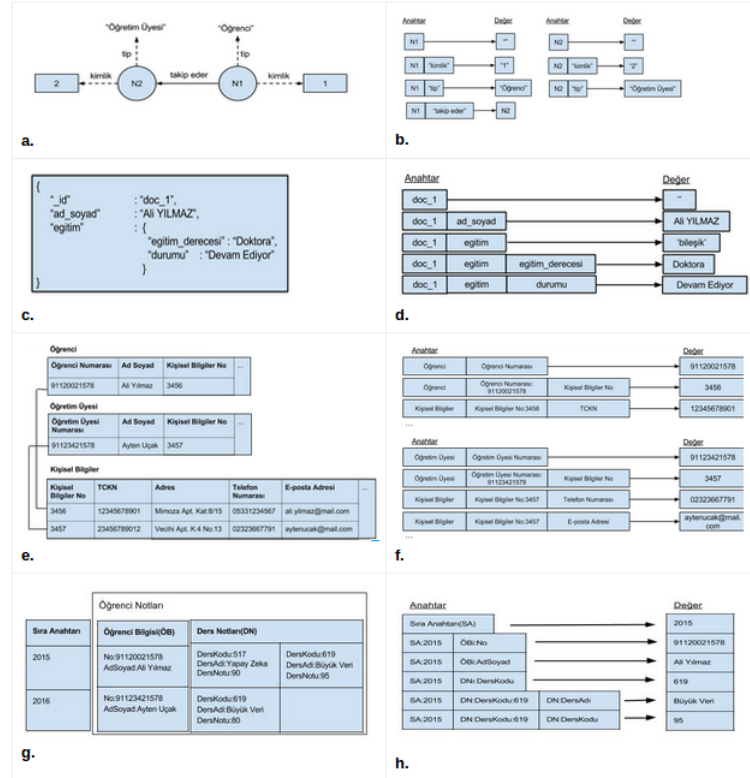 "Öğretim Üyesi" "Öğrenci"
tip tip
2 kimlik N2 takip eder N1 kimlik 1
a.
Anahtar Değer Anahtar Değer
N1 "" N2 ""
N1 "kimlik" "1" N2 "kimlik" "2"
N1 "tip" "Öğrenci" N2 "tip" "Öğretim Üyesi"
N1 "takip eder" N2
b.
{
"_id" : "doc_1",
"ad_soyad" : "Ali YILMAZ",
"egitim" : {
"egitim_derecesi" : "Doktora",
"durumu" : "Devam Ediyor"
}
}
c.
Anahtar Değer
doc_1 ""
doc_1 ad_soyad Ali YILMAZ
doc_1 egitim 'bileşik'
doc_1 egitim egitim_derecesi Doktora
doc_1 egitim durumu Devam Ediyor
d.
Öğrenci
Öğrenci Numarası Ad Soyad Kişisel Bilgiler No ...
91120021578 Ali Yılmaz 3456
Öğretim Üyesi
Öğretim Üyesi Ad Soyad Kişisel Bilgiler No ...
Numarası
91123421578 Ayten Uçak 3457
Kişisel Bilgiler
Kişisel TCKN Adres Telefon E-posta Adresi ...
Bilgiler No Numarası
3456 12345678901 Mimoza Apt. Kat:8/15 05331234567 ali.yilmaz@mail.com
3457 23456789012 Vecihi Apt. K:4 No:13 02323667791 aytenucak@mail.com
e.
Anahtar Değer
Öğrenci Öğrenci Numarası 91120021578
Öğrenci Öğrenci Numarası: Kişisel Bilgiler No 3456
91120021578
Kişisel Bilgiler Kişisel Bilgiler No:3456 TCKN 12345678901
...
Anahtar Değer
Öğretim Üyesi Öğretim Üyesi Numarası 91123421578
Öğretim Üyesi Öğretim Üyesi Numarası: Kişisel Bilgiler No 3457
91123421578
Kişisel Bilgiler Kişisel Bilgiler No:3457 Telefon Numarası 02323667791
Kişisel Bilgiler Kişisel Bilgiler No:3457 E-posta Adresi aytenucak@mail.
com
...
f.
Öğrenci Notları
Sıra Anahtarı Öğrenci Bilgisi(ÖB) Ders Notları(DN)
2015 No:91120021578 DersKodu:517 DersKodu:619
AdSoyad:Ali Yılmaz DersAdi:Yapay Zeka DersAdi:Büyük Veri
DersNotu:90 DersNotu:95
2016 No:91123421578 DersKodu:619
AdSoyad:Ayten Uçak DersAdi:Büyük Veri
DersNotu:80
g.
Anahtar Değer
Sıra Anahtarı(SA) 2015
SA:2015 ÖBi:No 91120021578
SA:2015 ÖBi:AdSoyad Ali Yılmaz
SA:2015 DNı:DersKodu 619
SA:2015 DN:DersKodu:619 DN:DersAdı Büyük Veri
SA:2015 DN:DersKodu:619 DN:DersKodu 95
h.